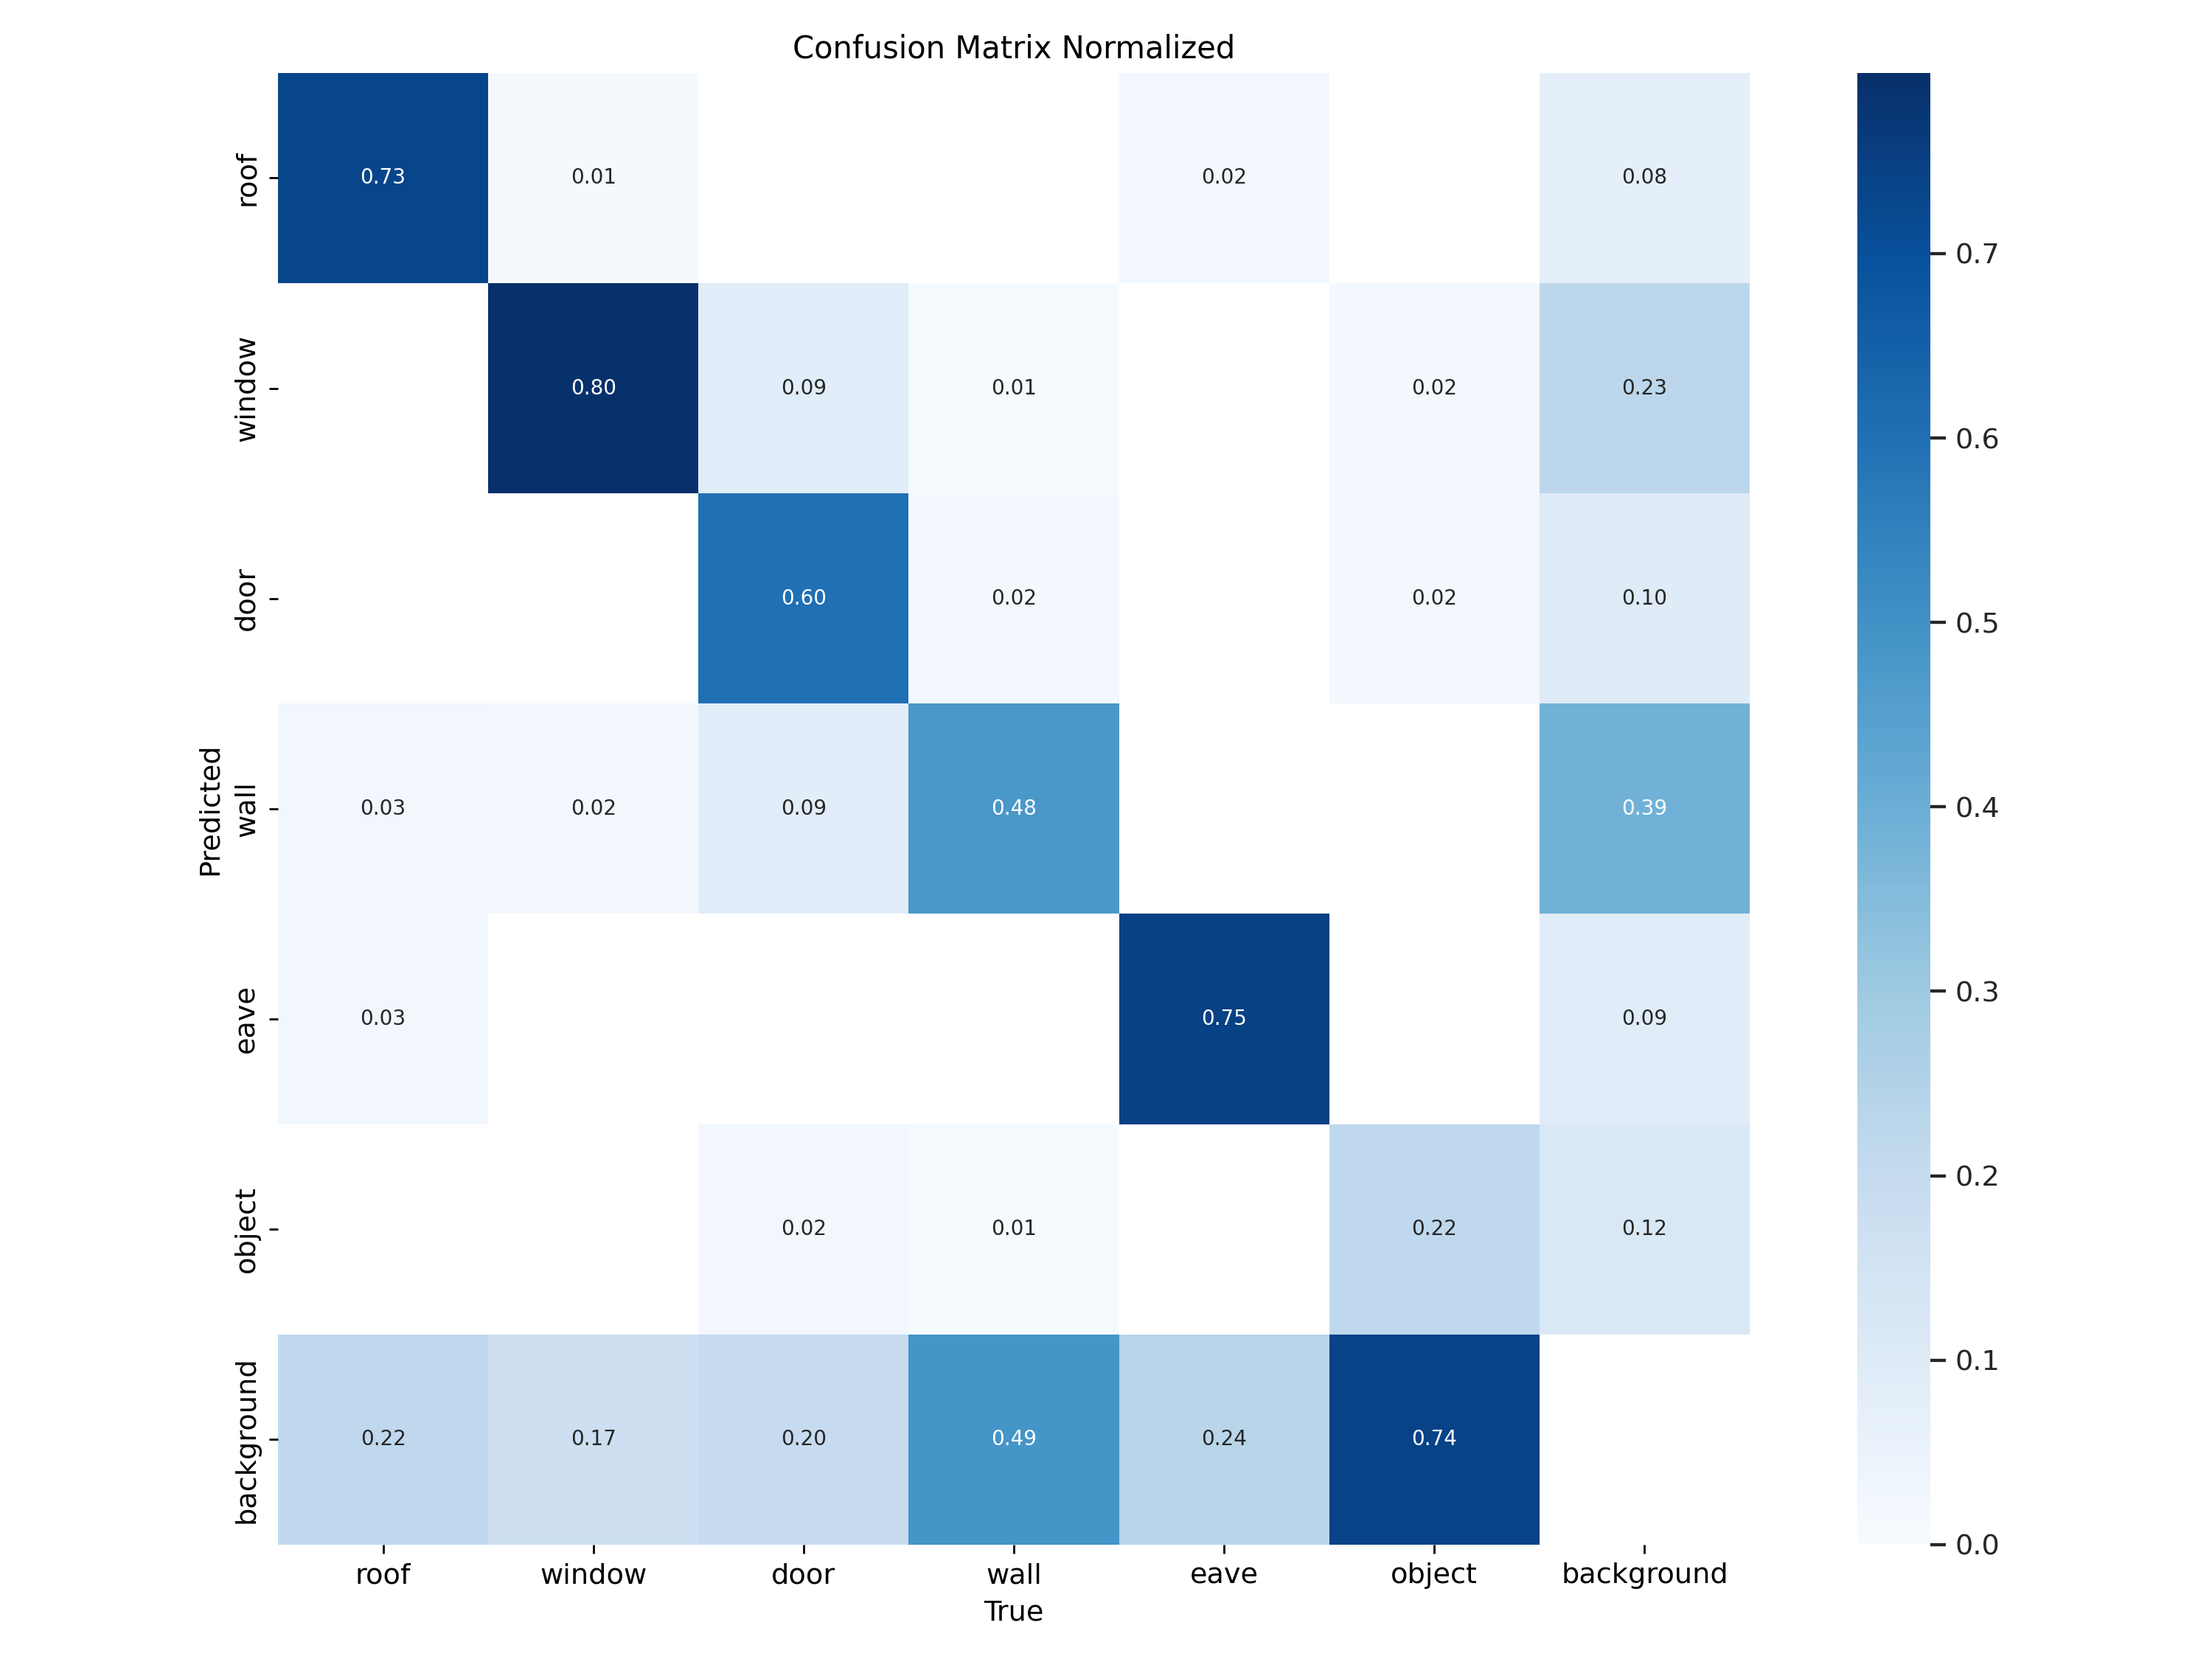 Confusion Matrix Normalized
roof 0.73 0.01 0.02 0.08
window 0.80 0.09 0.01 0.02 0.23
door 0.60 0.02 0.02 0.10
wall 0.03 0.02 0.09 0.48 0.39
eave 0.03 0.75 0.09
object 0.02 0.01 0.22 0.12
background 0.22 0.17 0.20 0.49 0.24 0.74
Predicted
roof window door wall eave object background
True
0.7
0.6
0.5
0.4
0.3
0.2
0.1
0.0